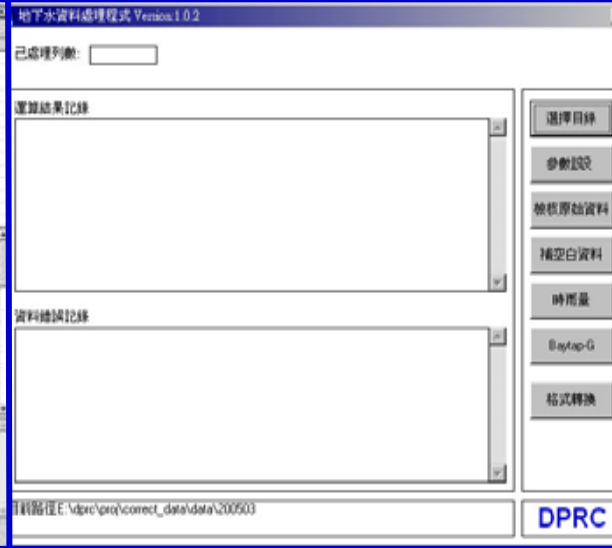 地下水資料處理程式 Version:1.0.2
已處理列數:
運算結果記錄
資料錯誤記錄
選擇目錄
參數設設
檢核原始資料
補空白資料
時雨量
Baytap-G
格式轉換
目前路徑E:\dprc\proj\correct_data\data\200503
DPRC